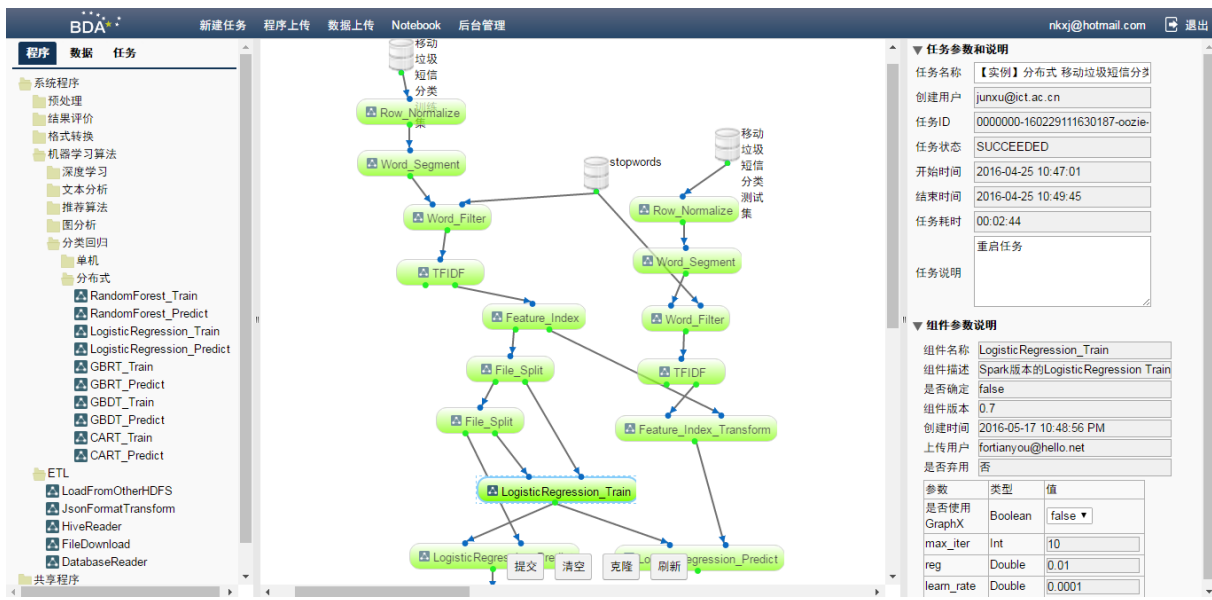 BDA
新建任务 程序上传 数据上传 Notebook 后台管理
nkxj@hotmail.com 退出
程序 数据 任务
系统程序
预处理
结果评价
格式转换
机器学习算法
深度学习
文本分析
推荐算法
图分析
分类回归
单机
分布式
RandomForest_Train
RandomForest_Predict
LogisticRegression_Train
LogisticRegression_Predict
GBRT_Train
GBRT_Predict
GBDT_Train
GBDT_Predict
CART_Train
CART_Predict
ETL
LoadFromOtherHDFS
JsonFormatTransform
HiveReader
FileDownload
DatabaseReader
共享程序
移动
垃圾
短信
分类
训练
集
Row_Normalize
Word_Segment
stopwords
移动
垃圾
短信
分类
测试
集
Word_Filter
Row_Normalize
TFIDF
Word_Segment
Feature_Index
Word_Filter
File_Split
TFIDF
File_Split
Feature_Index_Transform
LogisticRegression_Train
LogisticRegression_Predict
提交 清空 克隆 刷新
任务参数和说明
任务名称 【实例】分布式 移动垃圾短信分类
创建用户 junxu@ict.ac.cn
任务ID 0000000-160229111630187-oozie-
任务状态 SUCCEEDED
开始时间 2016-04-25 10:47:01
结束时间 2016-04-25 10:49:45
任务耗时 00:02:44
任务说明 重启任务
组件参数说明
组件名称 LogisticRegression_Train
组件描述 Spark版本的LogisticRegression Train
是否确定 false
组件版本 0.7
创建时间 2016-05-17 10:48:56 PM
上传用户 fortianyou@hello.net
是否弃用 否
参数 类型 值
是否使用
GraphX Boolean false
max_iter Int 10
reg Double 0.01
learn_rate Double 0.0001